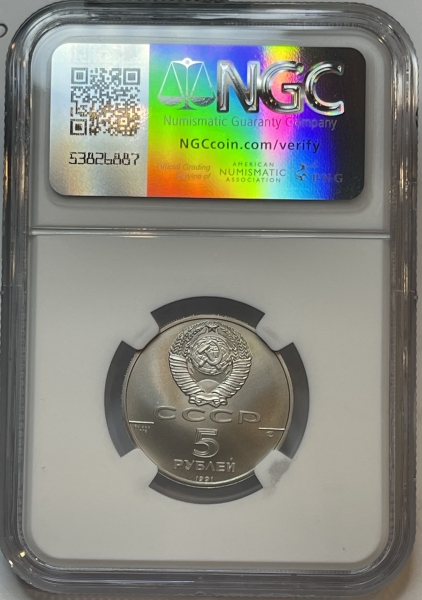 NGC
Numismatic Guaranty Company
NGCcoin.com/verify
53826887
Official Grading
Service of
AMERICAN
NUMISMATIC
ASSOCIATION
PNG
СССР
5
РУБЛЕЙ
1991